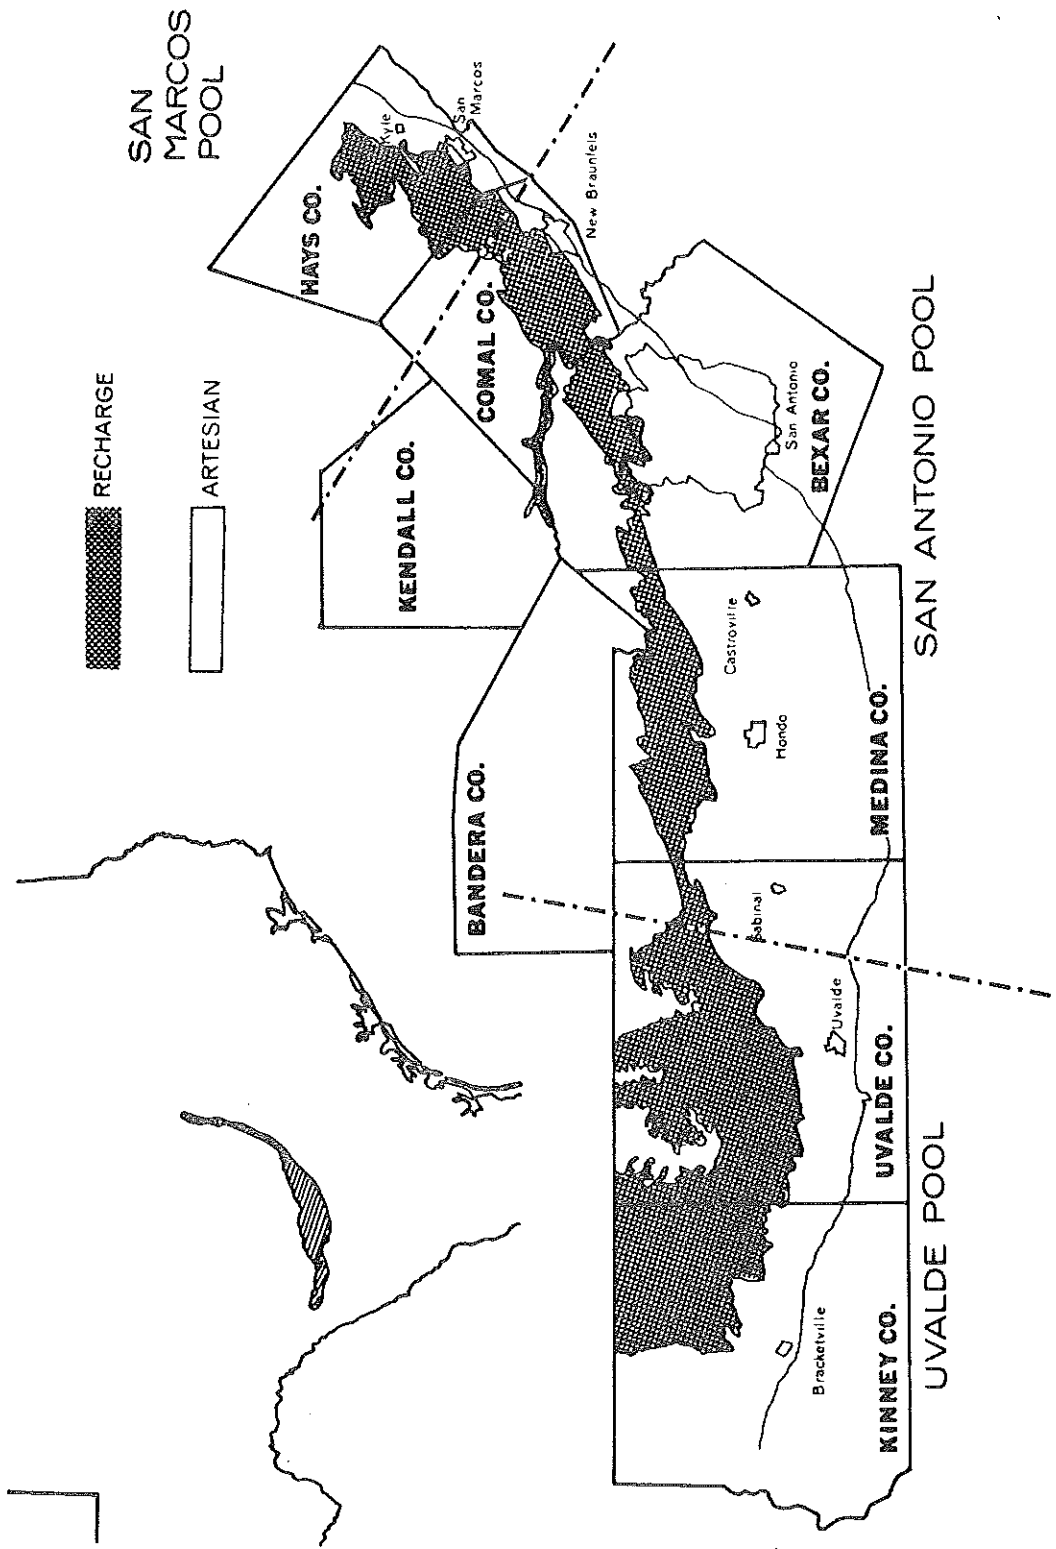 SAN
MARCOS
POOL
RECHARGE
ARTESIAN
HAYS CO.
Kyle
San
Marcos
COMAL CO.
New Braunfels
KENDALL CO.
BANDERA CO.
San Antonio
BEXAR CO.
Castroville
Hondo
MEDINA CO.
Sabinal
Uvalde
UVALDE CO.
Bracketville
KINNEY CO.
SAN ANTONIO POOL
UVALDE POOL